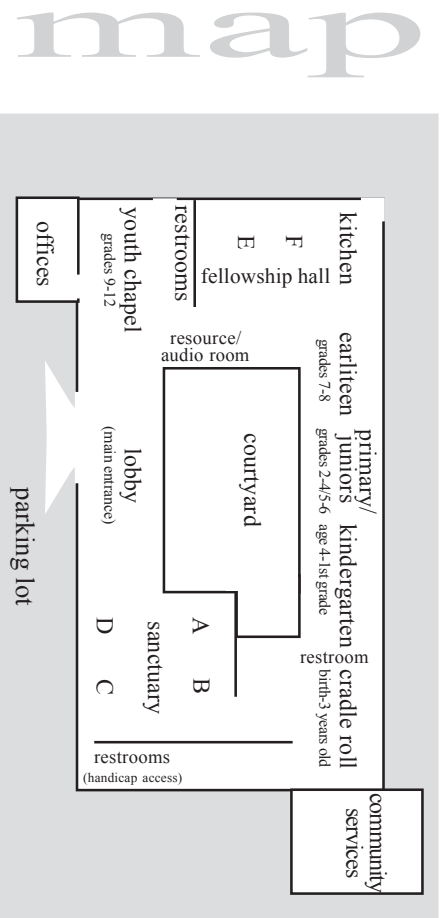 map
offices
youth chapel
grades 9-12
restrooms
E
F
fellowship hall
kitchen
resource/
audio room
earliteen
grades 7-8
primary/
juniors
grades 2-4/5-6
kindergarten
age 4-1st grade
courtyard
lobby
(main entrance)
parking lot
A
B
C
D
sanctuary
restroom
cradle roll
birth-3 years old
restrooms
(handicap access)
community
services